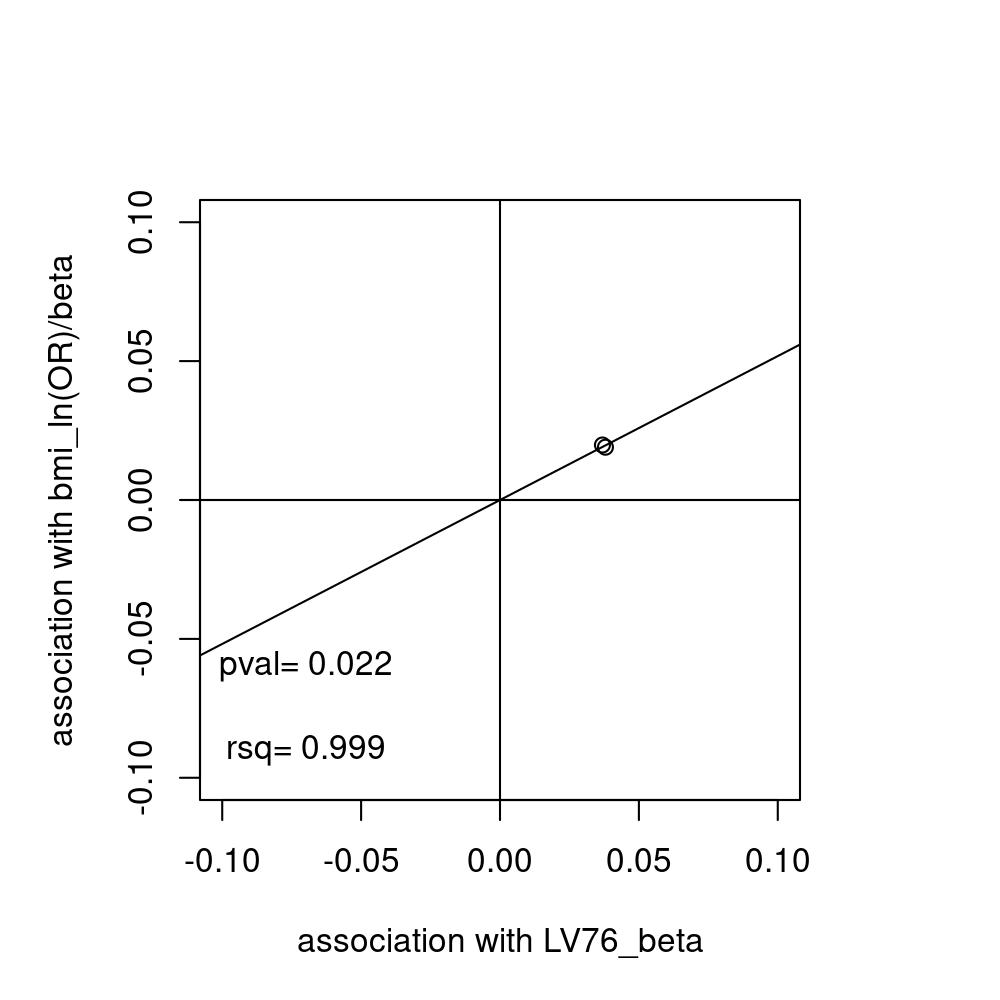 association with bmi_ln(OR)/beta
0.10
0.05
0.00
-0.05
-0.10
pval= 0.022
rsq= 0.999
-0.10 -0.05 0.00 0.05 0.10
association with LV76_beta